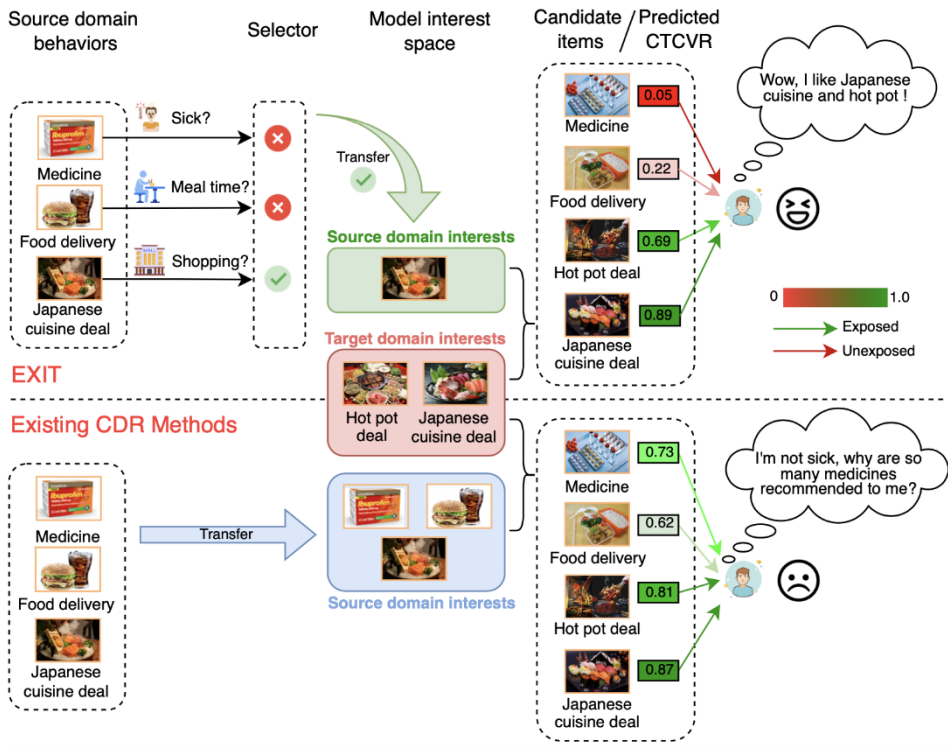 Source domain
behaviors
Selector
Model interest
space
Candidate
items
/
Predicted
CTCVR
Sick?
Ibuprofen
Medicine
Meal time?
Food delivery
Shopping?
Japanese
cuisine deal
EXIT
Transfer
Source domain interests
Target domain interests
Hot pot
deal
Japanese
cuisine deal
0.05
Medicine
0.22
Food delivery
0.69
Hot pot deal
0.89
Japanese
cuisine deal
Wow, I like Japanese
cuisine and hot pot !
0
1.0
Exposed
Unexposed
Existing CDR Methods
Ibuprofen
Medicine
Food delivery
Japanese
cuisine deal
Transfer
Ibuprofen
Source domain interests
0.73
Medicine
0.62
Food delivery
0.81
Hot pot deal
0.87
Japanese
cuisine deal
I'm not sick, why are so
many medicines
recommended to me?